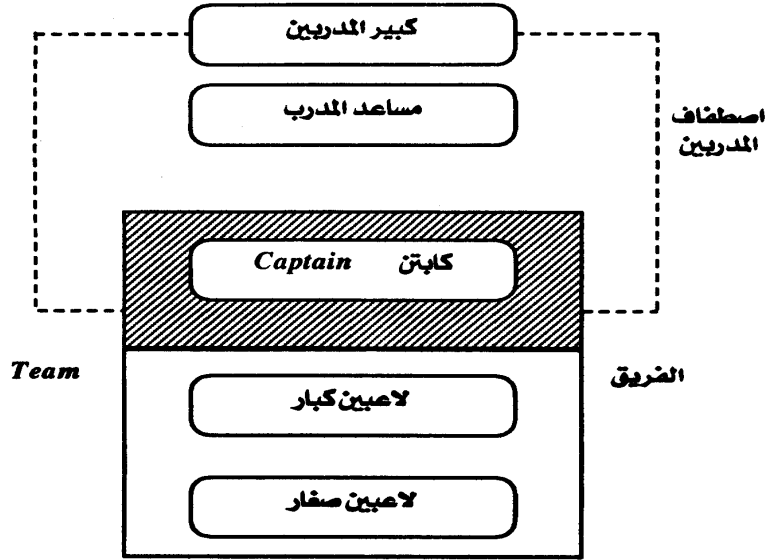 كبير المدربين
مساعد المدرب
اصطفاف
المدربين
كابتن Captain
Team
الفريق
لاعبين كبار
لاعبين صغار